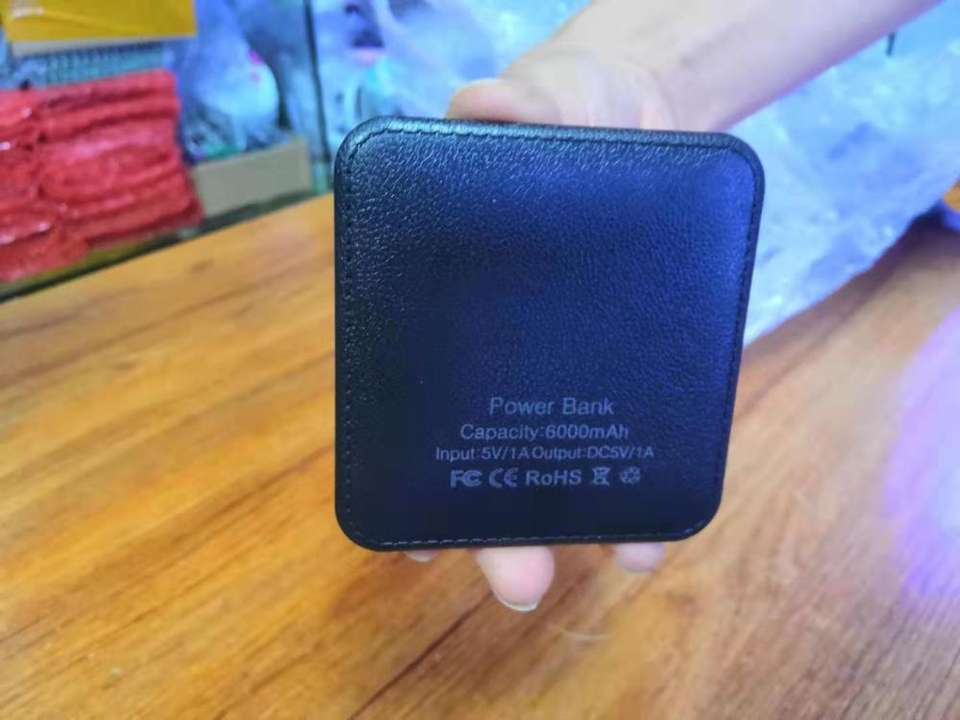 Power Bank
Capacity:6000mAh
Input:5V/1A Output:DC5V/1A
FC CE RoHS